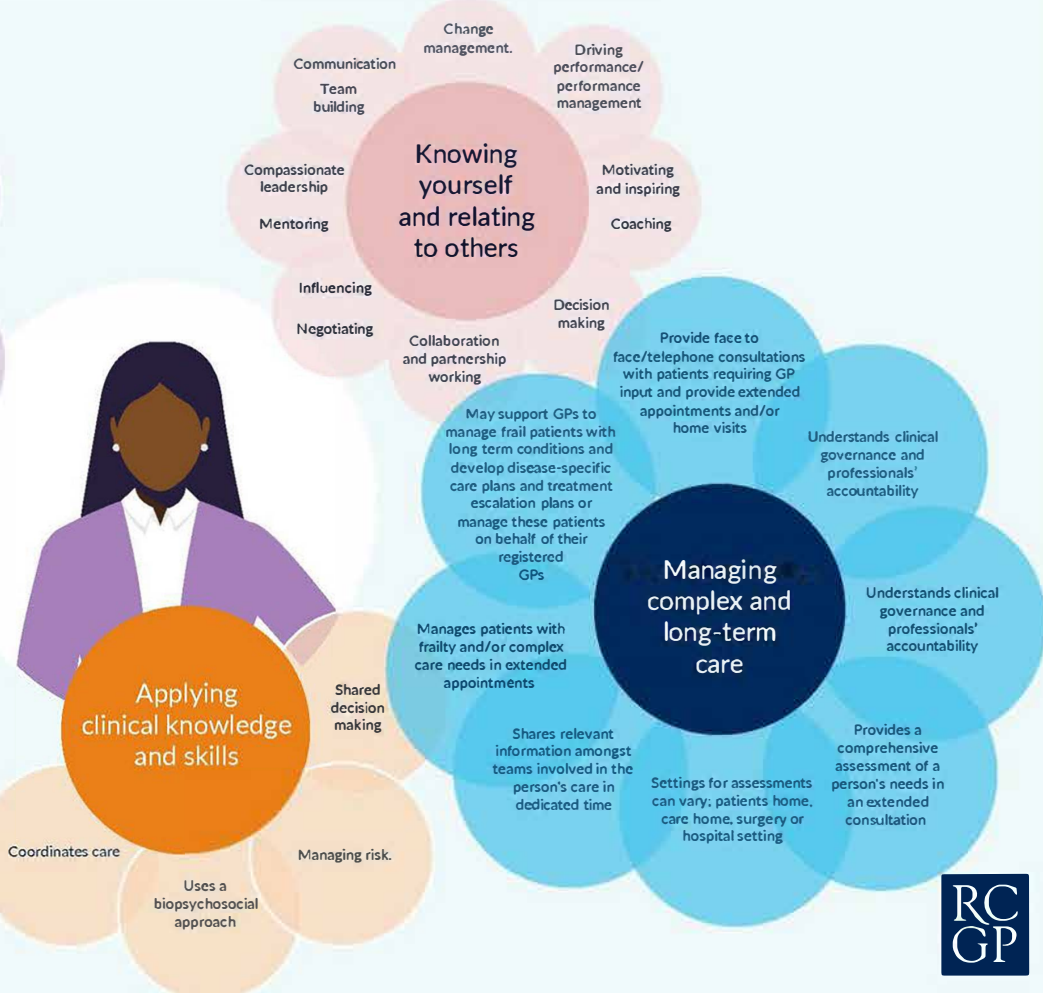 Change
management.
Communication
Team
building
Driving
performance/
performance
management
Compassionate
leadership
Mentoring
Knowing
yourself
and relating
to others
Motivating
and inspiring
Coaching
Influencing
Negotiating
Collaboration
and partnership
working
Decision
making
Provide face to
face/telephone consultations
with patients requiring GP
input and provide extended
appointments and/or
home visits
May support GPs to
manage frail patients with
long term conditions and
develop disease-specific
care plans and treatment
escalation plans or
manage these patients
on behalf of their
registered
GPs
Understands clinical
governance and
professionals'
accountability
Managing
complex and
long-term
care
Understands clinical
governance and
professionals'
accountability
Manages patients with
frailty and/or complex
care needs in extended
appointments
Shares relevant
information amongst
teams involved in the
person's care in
dedicated time
Settings for assessments
can vary; patients home,
care home, surgery or
hospital setting
Provides a
comprehensive
assessment of a
person's needs in
an extended
consultation
Applying
clinical knowledge
and skills
Shared
decision
making
Coordinates care
Uses a
biopsychosocial
approach
Managing risk.
RC
GP